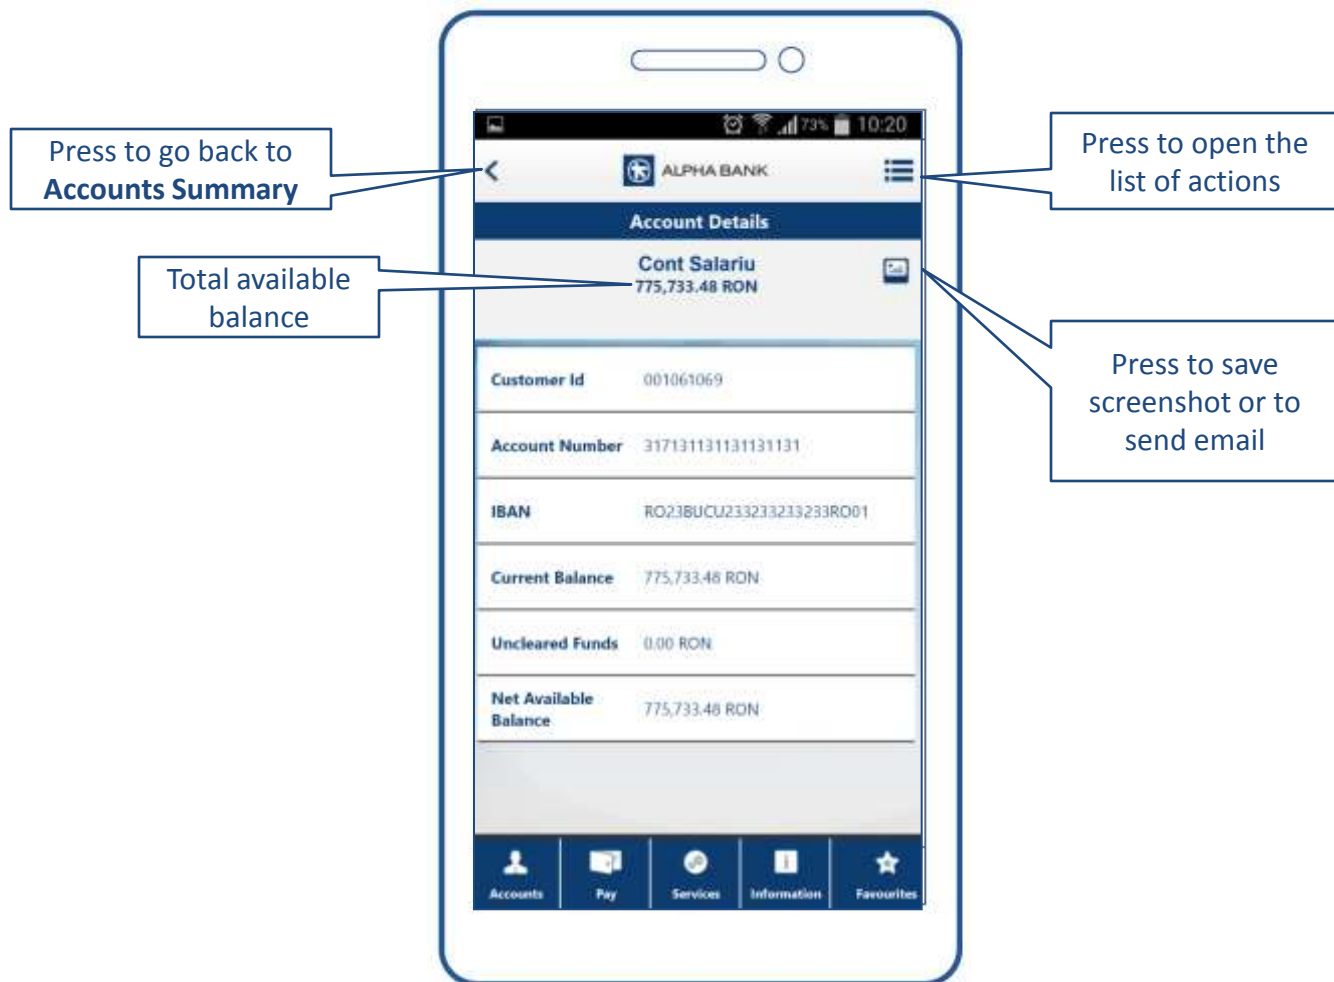 73% 10:20
Press to go back to
Accounts Summary
ALPHA BANK
Press to open the
list of actions
Account Details
Cont Salariu
775,733.48 RON
Total available
balance
Press to save
screenshot or to
send email
Customer Id 001061069
Account Number 317131131131131131
IBAN RO23BUCU233233233233RO01
Current Balance 775,733.48 RON
Uncleared Funds 0.00 RON
Net Available
Balance 775,733.48 RON
Accounts Pay Services Information Favourites